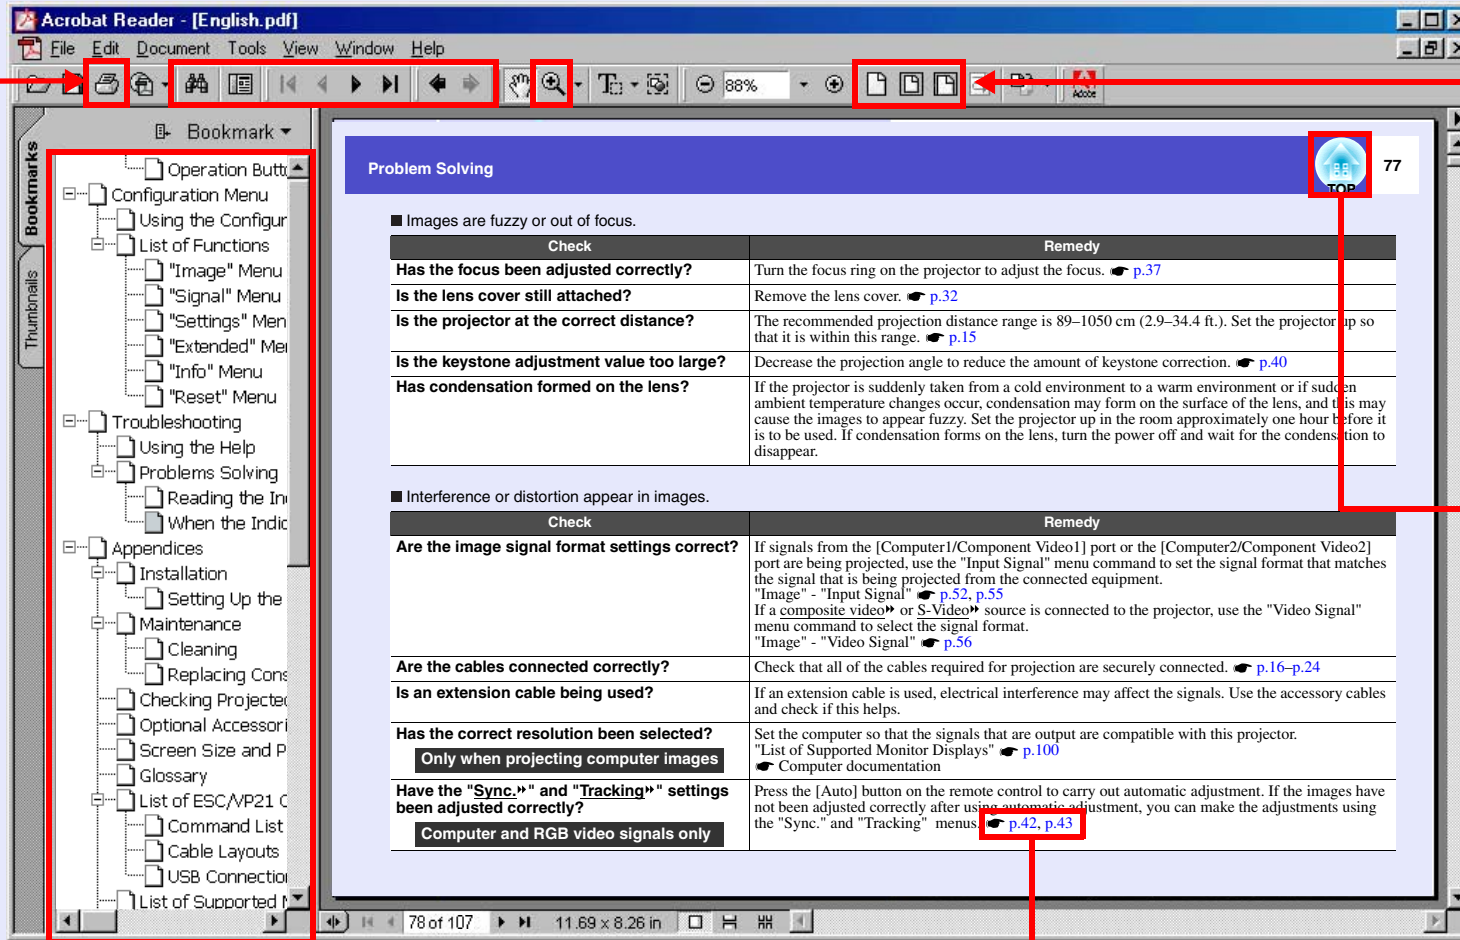 Acrobat Reader - [English.pdf]
File Edit Document Tools View Window Help
88%
Adobe
Bookmarks
Thumbnails
Bookmark
Operation Butt
Configuration Menu
Using the Configur
List of Functions
"Image" Menu
"Signal" Menu
"Settings" Men
"Extended" Me
"Info" Menu
"Reset" Menu
Troubleshooting
Using the Help
Problems Solving
Reading the In
When the Indic
Appendices
Installation
Setting Up the
Maintenance
Cleaning
Replacing Cons
Checking Projected
Optional Accessori
Screen Size and P
Glossary
List of ESC/VP21 C
Command List
Cable Layouts
USB Connectio
List of Supported M
Problem Solving
TOP
77
Images are fuzzy or out of focus.
Check Remedy
Has the focus been adjusted correctly? Turn the focus ring on the projector to adjust the focus. p.37
Is the lens cover still attached? Remove the lens cover. p.32
Is the projector at the correct distance? The recommended projection distance range is 89–1050 cm (2.9–34.4 ft.). Set the projector up so
that it is within this range. p.15
Is the keystone adjustment value too large? Decrease the projection angle to reduce the amount of keystone correction. p.40
Has condensation formed on the lens? If the projector is suddenly taken from a cold environment to a warm environment or if sudden
ambient temperature changes occur, condensation may form on the surface of the lens, and this may
cause the images to appear fuzzy. Set the projector up in the room approximately one hour before it
is to be used. If condensation forms on the lens, turn the power off and wait for the condensation to
disappear.
Interference or distortion appear in images.
Check Remedy
Are the image signal format settings correct? If signals from the [Computer1/Component Video1] port or the [Computer2/Component Video2]
port are being projected, use the "Input Signal" menu command to set the signal format that matches
the signal that is being projected from the connected equipment.
"Image" - "Input Signal" p.52, p.55
If a composite video or S-Video source is connected to the projector, use the "Video Signal"
menu command to select the signal format.
"Image" - "Video Signal" p.56
Are the cables connected correctly? Check that all of the cables required for projection are securely connected. p.16–p.24
Is an extension cable being used? If an extension cable is used, electrical interference may affect the signals. Use the accessory cables
and check if this helps.
Has the correct resolution been selected? Set the computer so that the signals that are output are compatible with this projector.
Only when projecting computer images "List of Supported Monitor Displays" p.100
Computer documentation
Have the "Sync." and "Tracking" settings Press the [Auto] button on the remote control to carry out automatic adjustment. If the images have
been adjusted correctly? not been adjusted correctly after using automatic adjustment, you can make the adjustments using
Computer and RGB video signals only the "Sync." and "Tracking" menus. p.42, p.43
78 of 107 11.69 x 8.26 in